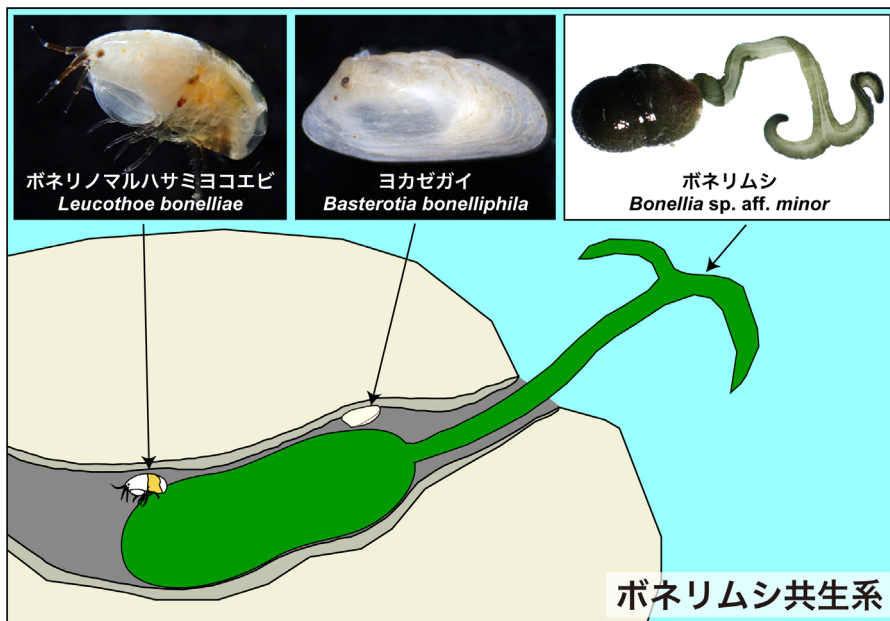 ボネリノマルハサミヨコエビ
Leucothoe bonelliae
ヨカゼガイ
Basterotia bonelliphila
ボネリムシ
Bonellia sp. aff. minor
ボネリムシ共生系